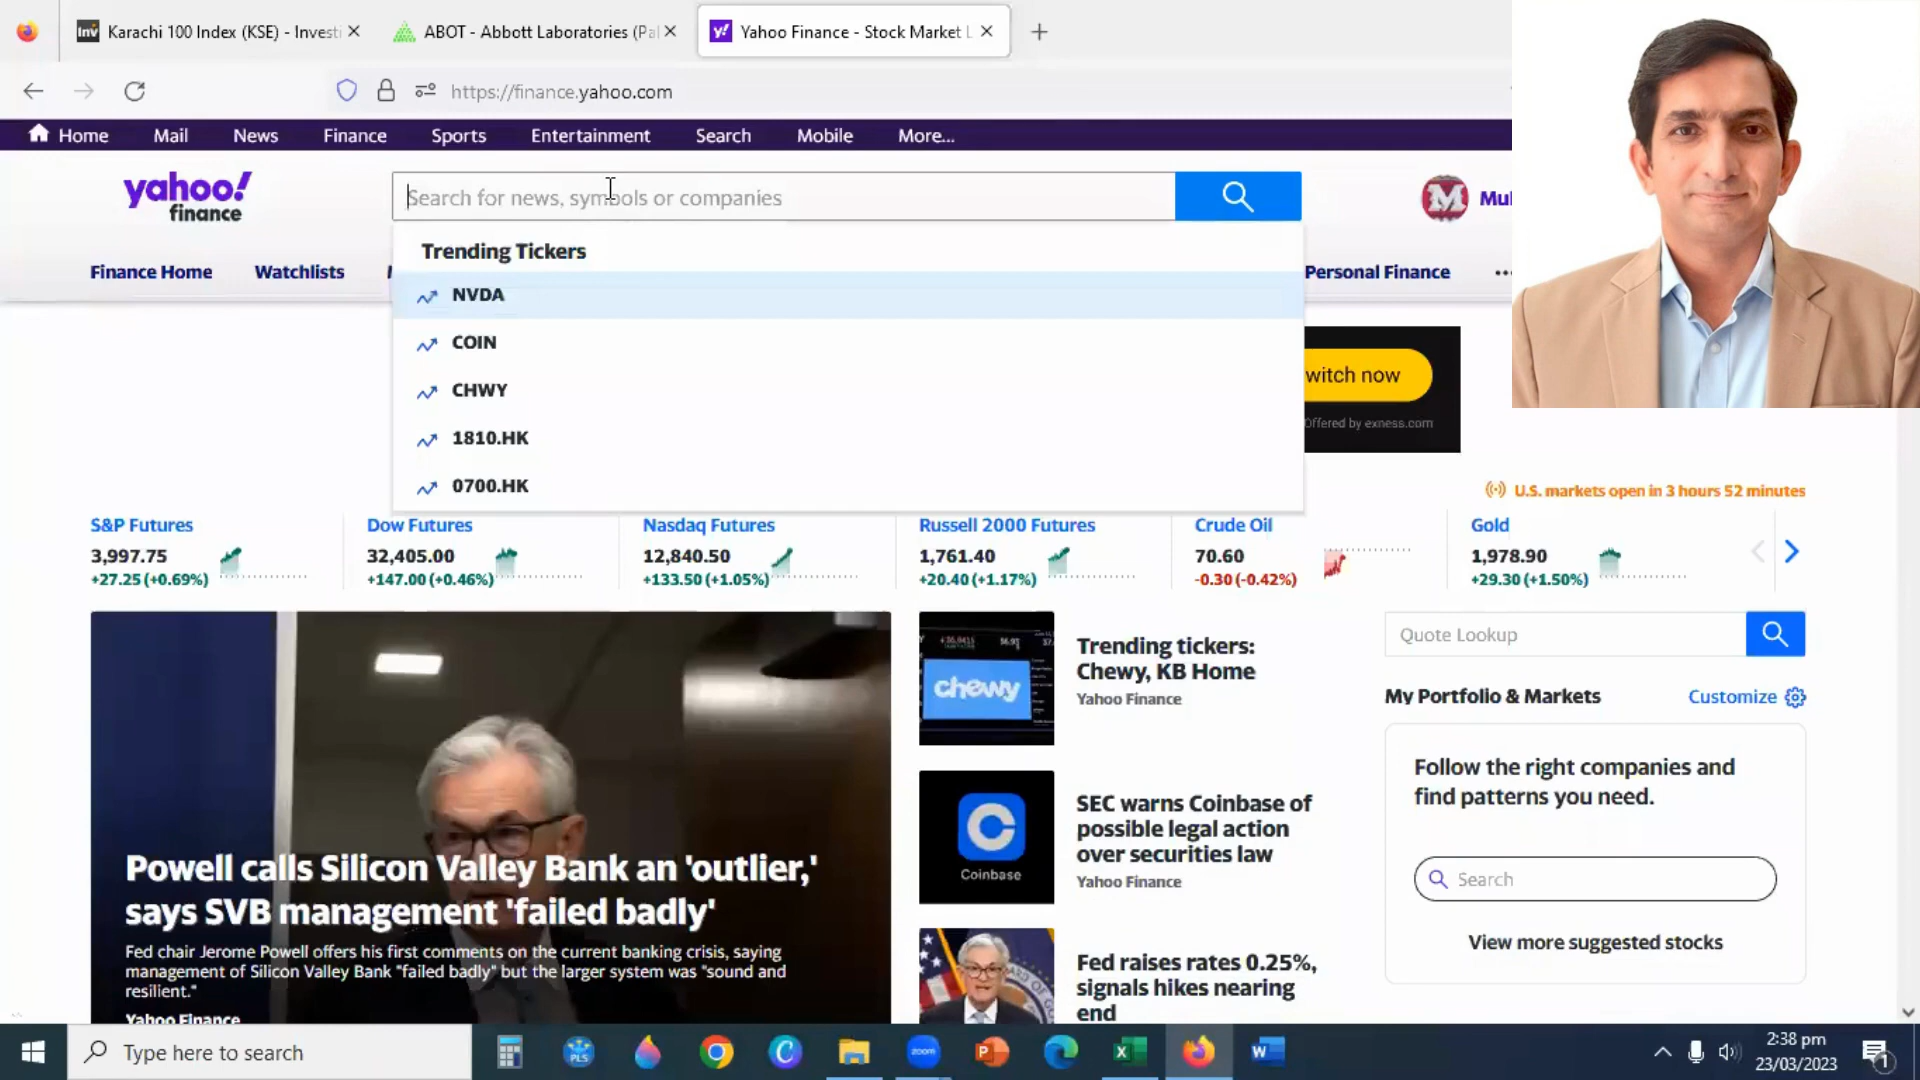 Karachi 100 Index (KSE) - Investi
ABOT - Abbott Laboratories (Pa
Yahoo Finance - Stock Market L
https://finance.yahoo.com
Home
Mail
News
Finance
Sports
Entertainment
Search
Mobile
More...
yahoo!
finance
Search for news, symbols or companies
Mu
Trending Tickers
NVDA
COIN
CHWY
1810.HK
0700.HK
Finance Home
Watchlists
Personal Finance
witch now
Offered by exness.com
U.S. markets open in 3 hours 52 minutes
S&P Futures
3,997.75
+27.25 (+0.69%)
Dow Futures
32,405.00
+147.00 (+0.46%)
Nasdaq Futures
12,840.50
+133.50 (+1.05%)
Russell 2000 Futures
1,761.40
+20.40 (+1.17%)
Crude Oil
70.60
-0.30 (-0.42%)
Gold
1,978.90
+29.30 (+1.50%)
Powell calls Silicon Valley Bank an 'outlier,'
says SVB management 'failed badly'
Fed chair Jerome Powell offers his first comments on the current banking crisis, saying
management of Silicon Valley Bank "failed badly" but the larger system was "sound and
resilient."
Yahoo Finance
chewy
Trending tickers:
Chewy, KB Home
Yahoo Finance
Coinbase
SEC warns Coinbase of
possible legal action
over securities law
Yahoo Finance
Fed raises rates 0.25%,
signals hikes nearing
end
Quote Lookup
My Portfolio & Markets
Customize
Follow the right companies and
find patterns you need.
Search
View more suggested stocks
Type here to search
PLS
zoom
2:38 pm
23/03/2023
1